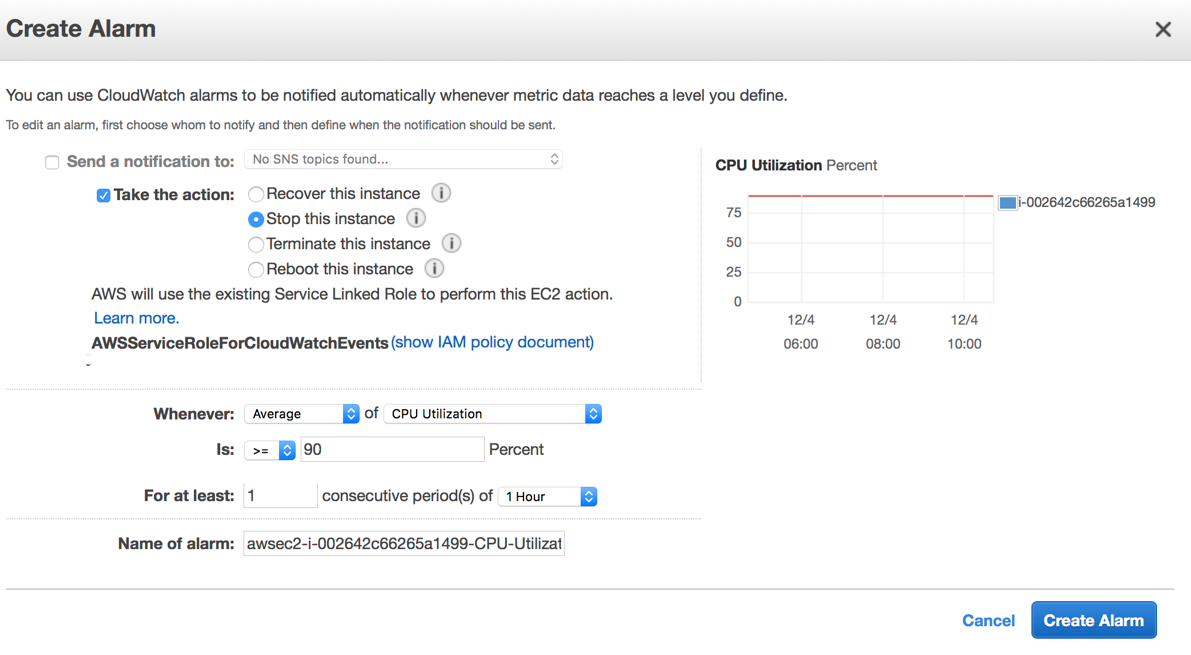 Create Alarm
You can use CloudWatch alarms to be notified automatically whenever metric data reaches a level you define.
To edit an alarm, first choose whom to notify and then define when the notification should be sent.
Send a notification to: No SNS topics found...
Take the action: Recover this instance i
Stop this instance i
Terminate this instance i
Reboot this instance i
AWS will use the existing Service Linked Role to perform this EC2 action.
Learn more.
AWSServiceRoleForCloudWatchEvents (show IAM policy document)
Whenever: Average of CPU Utilization
Is: >= 90 Percent
For at least: 1 consecutive period(s) of 1 Hour
Name of alarm: awsec2-i-002642c66265a1499-CPU-Utilizat
CPU Utilization Percent
i-002642c66265a1499
75
50
25
0
12/4 12/4 12/4
06:00 08:00 10:00
Cancel Create Alarm